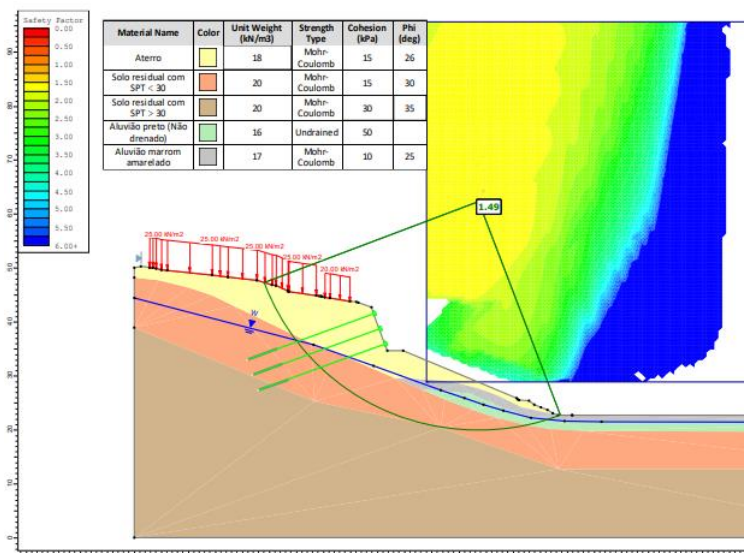 Safety Factor
0.00
0.50
1.00
1.50
2.00
2.50
3.00
3.50
4.00
4.50
5.00
5.50
6.00+
Material Name Color Unit Weight (kN/m3) Strength Type Cohesion (kPa) Phi (deg)
Aterro 18 Mohr-Coulomb 15 26
Solo residual com SPT < 30 20 Mohr-Coulomb 15 30
Solo residual com SPT > 30 20 Mohr-Coulomb 30 35
Aluvião preto (Não drenado) 16 Undrained 50
Aluvião marrom amarelado 17 Mohr-Coulomb 10 25
1.49
25.00 kN/m2
25.00 kN/m2
25.00 kN/m2
25.00 kN/m2
20.00 kN/m2
W
90
80
70
60
50
40
30
20
10
0